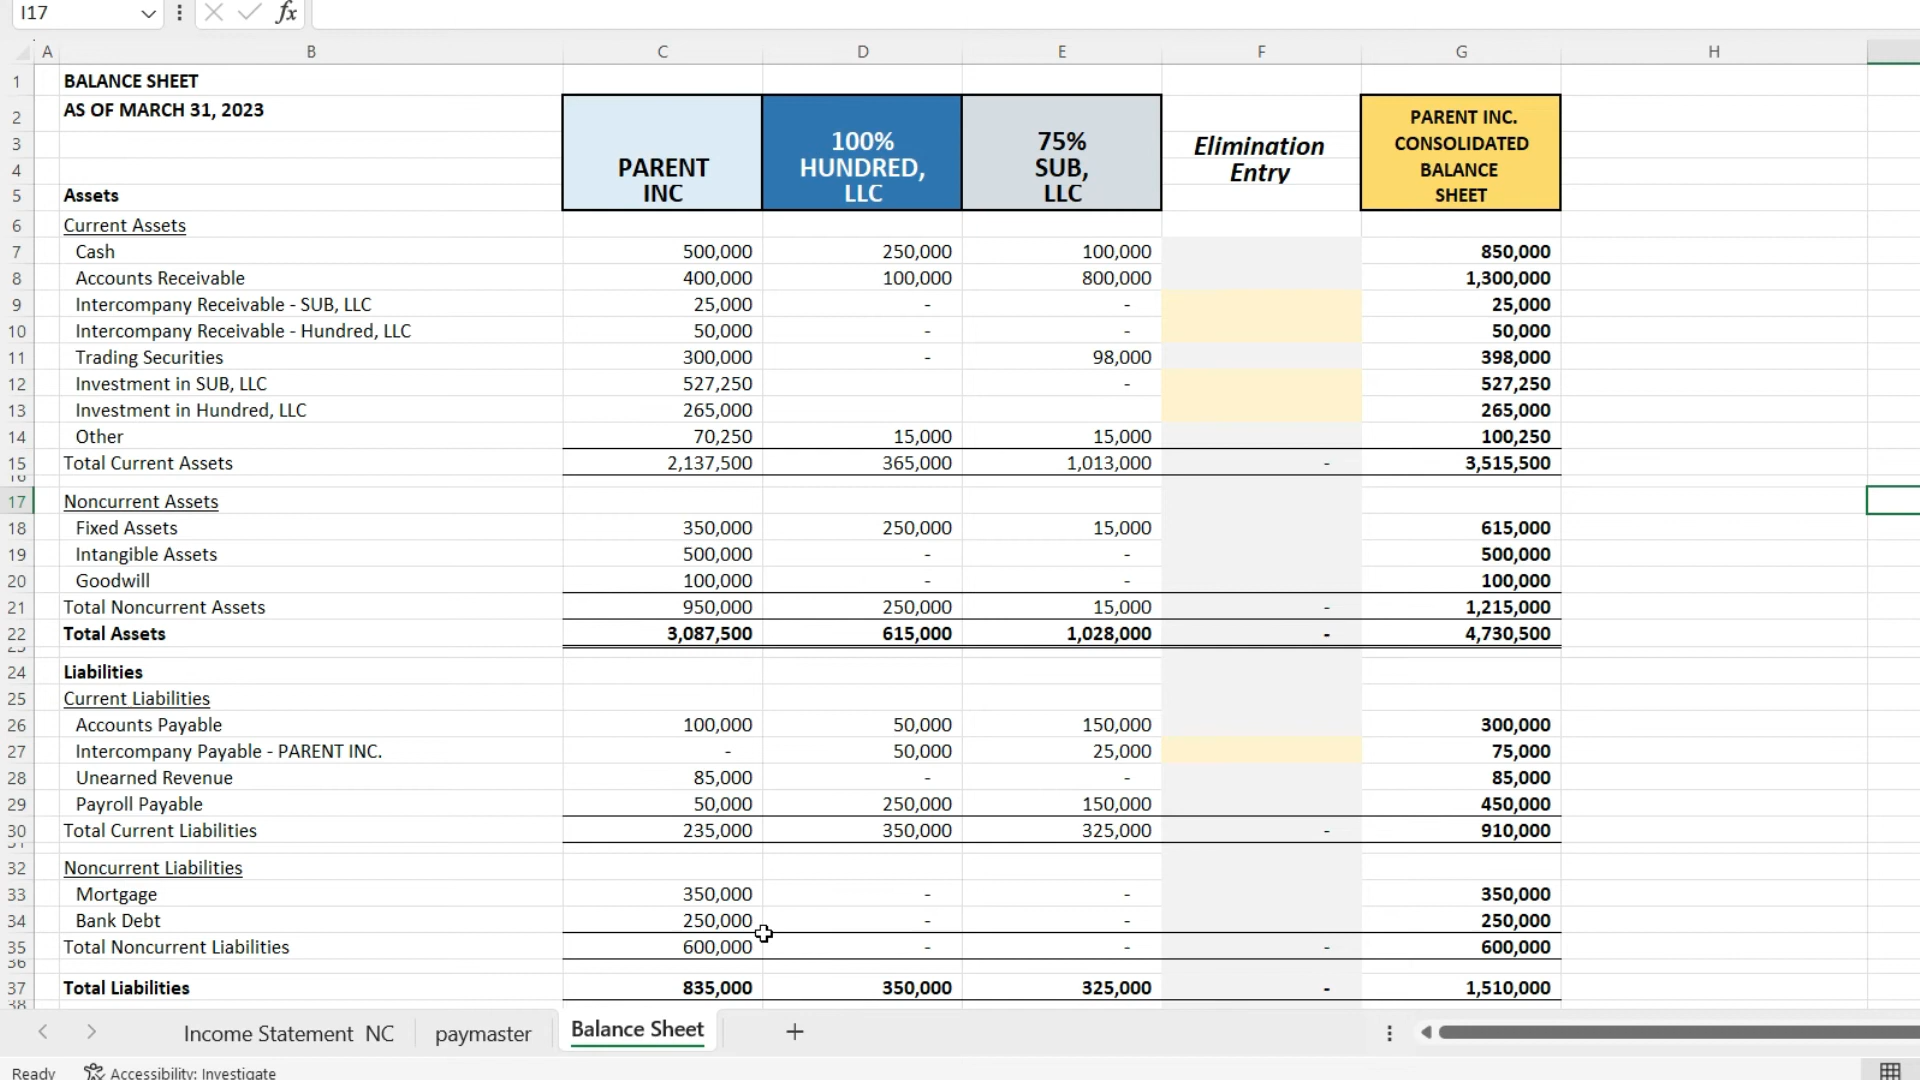 I17 fx
A B C D E F G H
1 BALANCE SHEET
2 AS OF MARCH 31, 2023 PARENT INC.
3 100% 75% Elimination CONSOLIDATED
4 PARENT HUNDRED, SUB, Entry BALANCE
5 Assets INC LLC LLC SHEET
6 Current Assets
7 Cash 500,000 250,000 100,000 850,000
8 Accounts Receivable 400,000 100,000 800,000 1,300,000
9 Intercompany Receivable - SUB, LLC 25,000 - - 25,000
10 Intercompany Receivable - Hundred, LLC 50,000 - - 50,000
11 Trading Securities 300,000 - 98,000 398,000
12 Investment in SUB, LLC 527,250 - 527,250
13 Investment in Hundred, LLC 265,000 265,000
14 Other 70,250 15,000 15,000 100,250
15 Total Current Assets 2,137,500 365,000 1,013,000 - 3,515,500
16
17 Noncurrent Assets
18 Fixed Assets 350,000 250,000 15,000 615,000
19 Intangible Assets 500,000 - - 500,000
20 Goodwill 100,000 - - 100,000
21 Total Noncurrent Assets 950,000 250,000 15,000 - 1,215,000
22 Total Assets 3,087,500 615,000 1,028,000 - 4,730,500
23
24 Liabilities
25 Current Liabilities
26 Accounts Payable 100,000 50,000 150,000 300,000
27 Intercompany Payable - PARENT INC. - 50,000 25,000 75,000
28 Unearned Revenue 85,000 - - 85,000
29 Payroll Payable 50,000 250,000 150,000 450,000
30 Total Current Liabilities 235,000 350,000 325,000 - 910,000
31
32 Noncurrent Liabilities
33 Mortgage 350,000 - - 350,000
34 Bank Debt 250,000 - - 250,000
35 Total Noncurrent Liabilities 600,000 - - - 600,000
36
37 Total Liabilities 835,000 350,000 325,000 - 1,510,000
38
Income Statement NC paymaster Balance Sheet
Ready Accessibility: Investigate